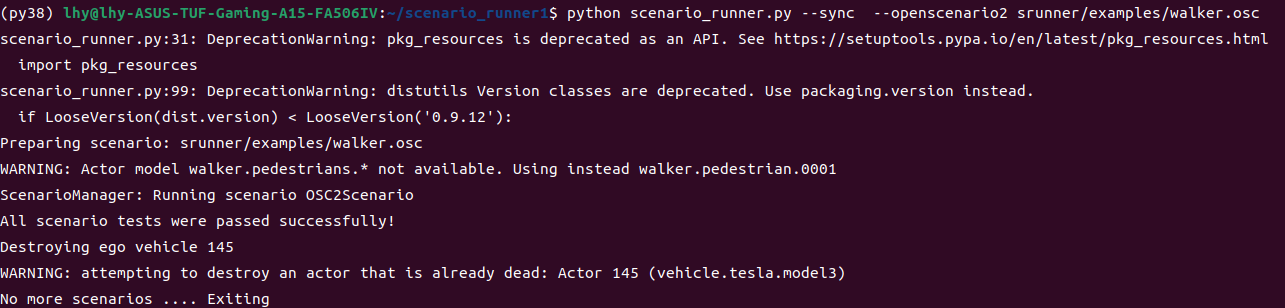 (py38) lhy@lhy-ASUS-TUF-Gaming-A15-FA506IV:~/scenario_runner1$ python scenario_runner.py --sync  --openscenario2 srunner/examples/walker.osc
scenario_runner.py:31: DeprecationWarning: pkg_resources is deprecated as an API. See https://setuptools.pypa.io/en/latest/pkg_resources.html
  import pkg_resources
scenario_runner.py:99: DeprecationWarning: distutils Version classes are deprecated. Use packaging.version instead.
  if LooseVersion(dist.version) < LooseVersion('0.9.12'):
Preparing scenario: srunner/examples/walker.osc
WARNING: Actor model walker.pedestrians.* not available. Using instead walker.pedestrian.0001
ScenarioManager: Running scenario OSC2Scenario
All scenario tests were passed successfully!
Destroying ego vehicle 145
WARNING: attempting to destroy an actor that is already dead: Actor 145 (vehicle.tesla.model3)
No more scenarios .... Exiting